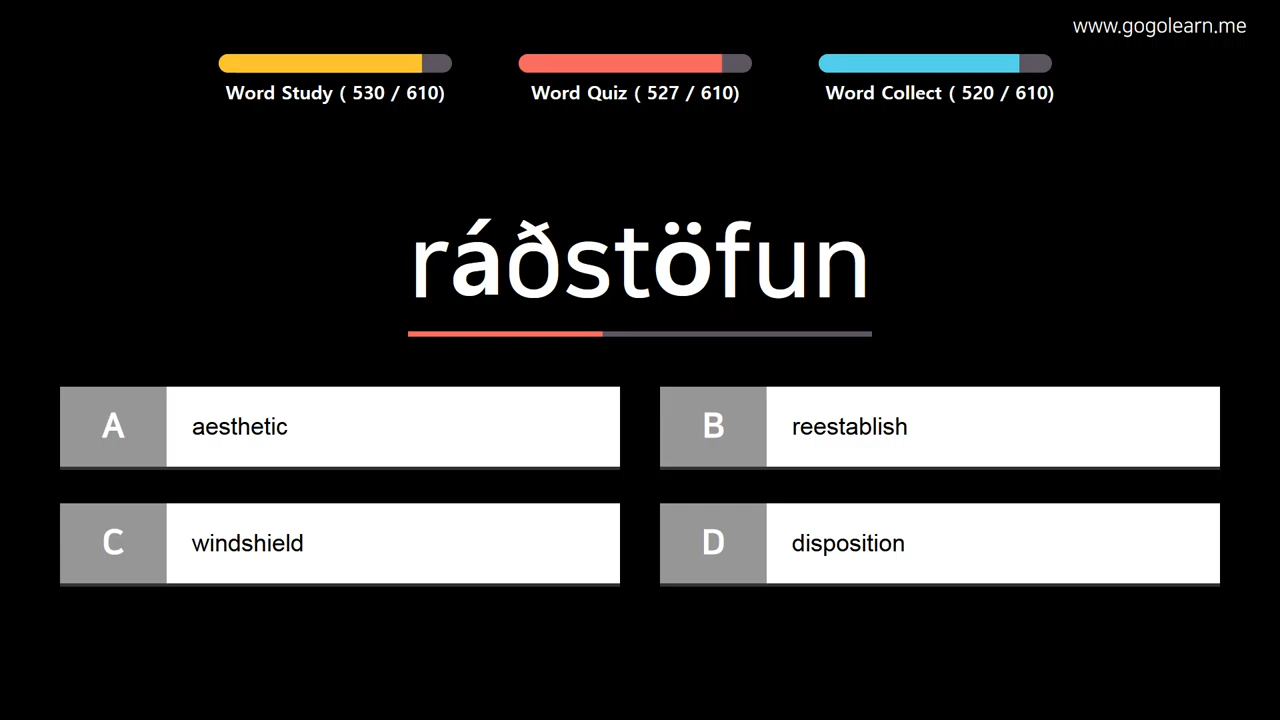 www.gogolearn.me
Word Study ( 530 / 610)
Word Quiz ( 527 / 610)
Word Collect ( 520 / 610)
ráðstöfun
A aesthetic
B reestablish
C windshield
D disposition